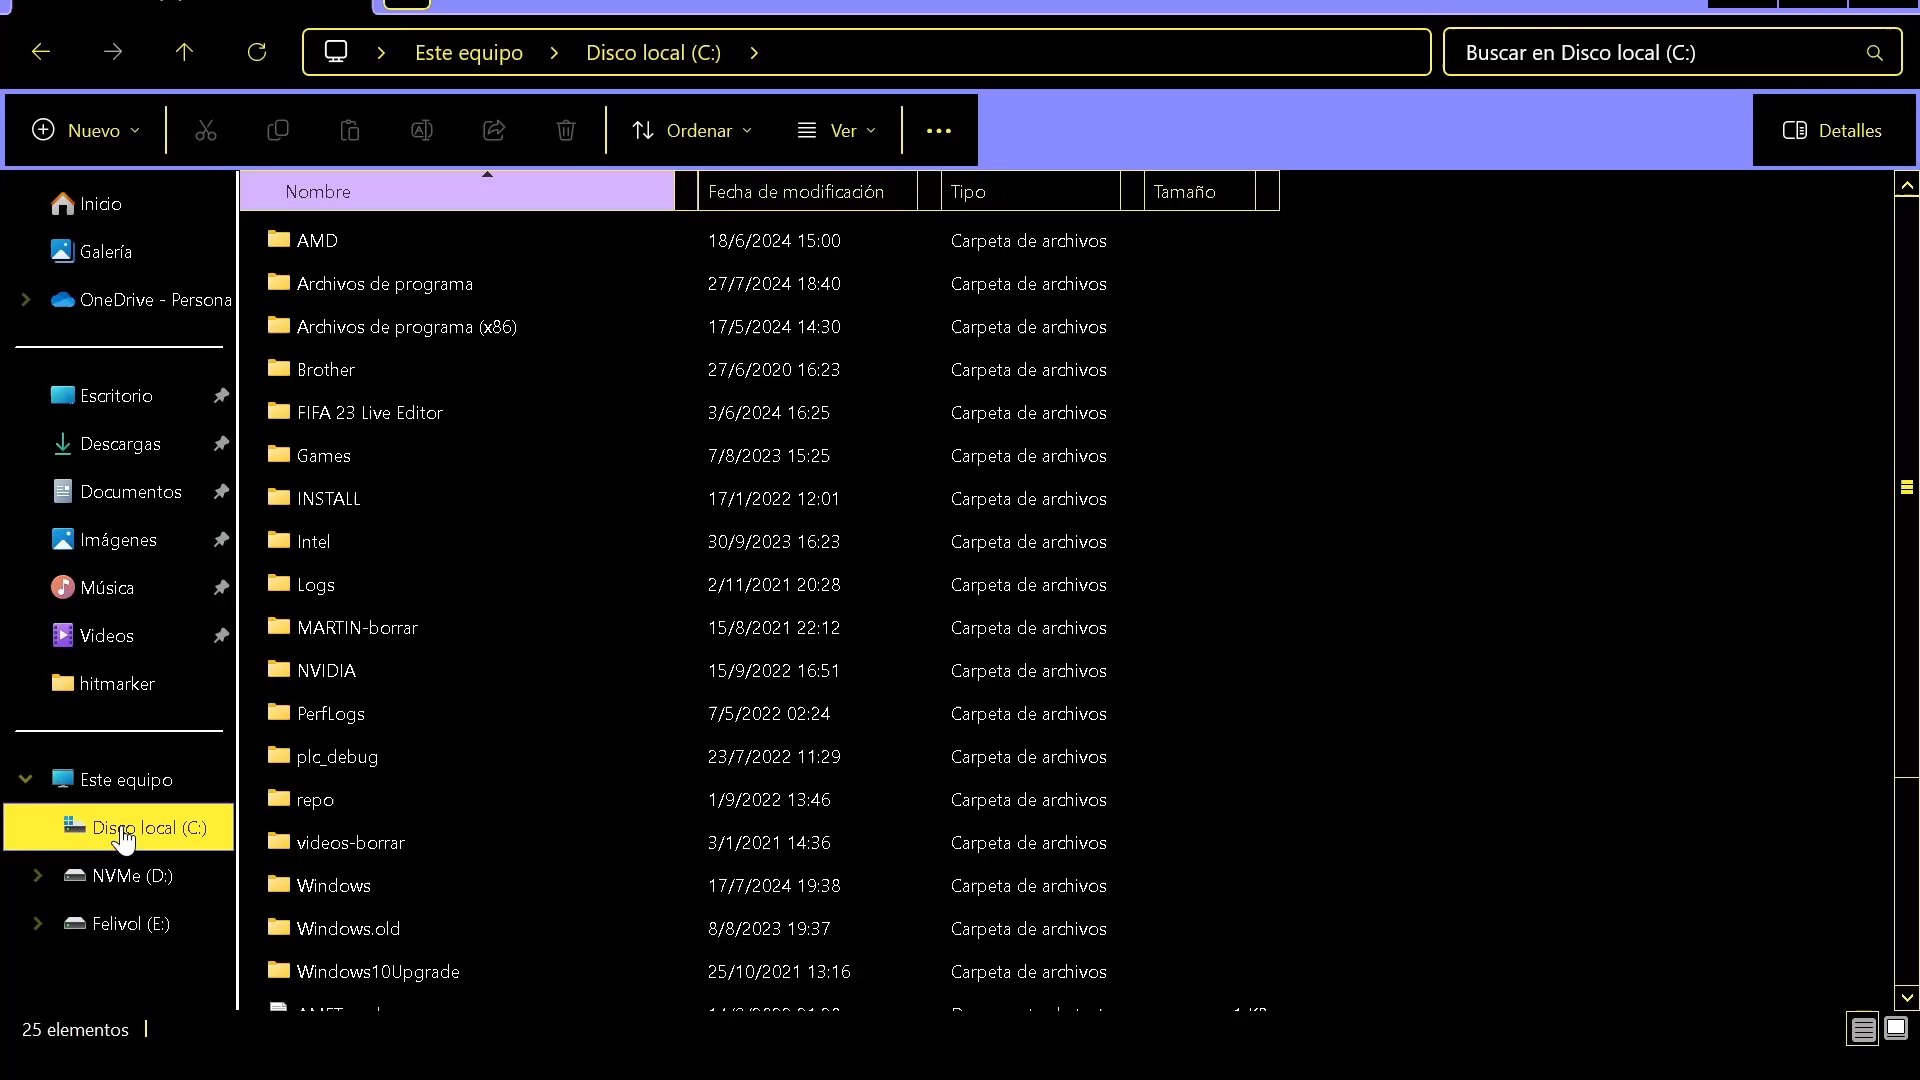 Este equipo
Disco local (C:)
Buscar en Disco local (C:)
Nuevo
Ordenar
Ver
Detalles
Inicio
Galería
OneDrive - Persona
Escritorio
Descargas
Documentos
Imágenes
Música
Videos
hitmarker
Este equipo
Disco local (C:)
NVMe (D:)
Felivol (E:)
Nombre Fecha de modificación Tipo Tamaño
AMD 18/6/2024 15:00 Carpeta de archivos
Archivos de programa 27/7/2024 18:40 Carpeta de archivos
Archivos de programa (x86) 17/5/2024 14:30 Carpeta de archivos
Brother 27/6/2020 16:23 Carpeta de archivos
FIFA 23 Live Editor 3/6/2024 16:25 Carpeta de archivos
Games 7/8/2023 15:25 Carpeta de archivos
INSTALL 17/1/2022 12:01 Carpeta de archivos
Intel 30/9/2023 16:23 Carpeta de archivos
Logs 2/11/2021 20:28 Carpeta de archivos
MARTIN-borrar 15/8/2021 22:12 Carpeta de archivos
NVIDIA 15/9/2022 16:51 Carpeta de archivos
PerfLogs 7/5/2022 02:24 Carpeta de archivos
plc_debug 23/7/2022 11:29 Carpeta de archivos
repo 1/9/2022 13:46 Carpeta de archivos
videos-borrar 3/1/2021 14:36 Carpeta de archivos
Windows 17/7/2024 19:38 Carpeta de archivos
Windows.old 8/8/2023 19:37 Carpeta de archivos
Windows10Upgrade 25/10/2021 13:16 Carpeta de archivos
25 elementos